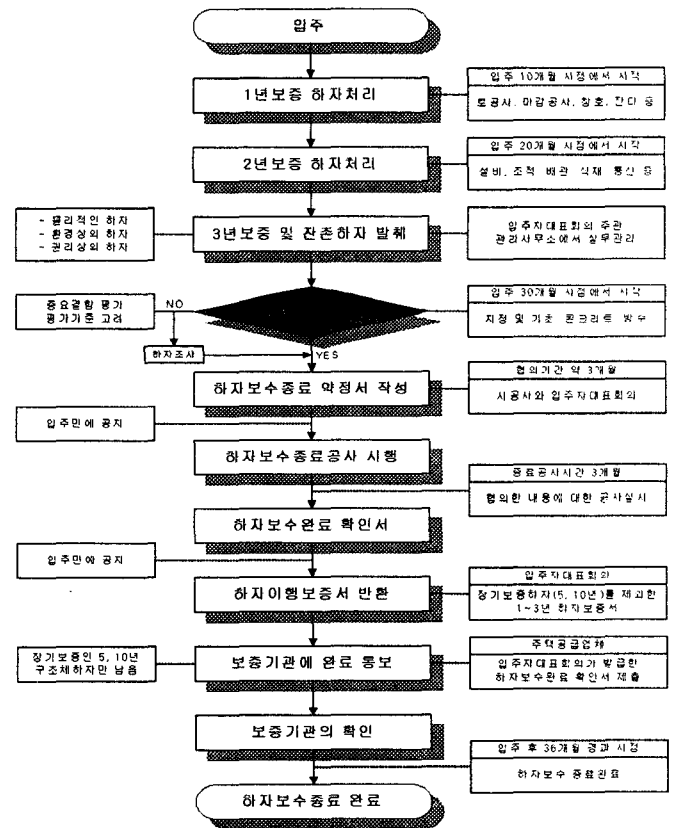 입주
1년보증 하자처리
입주 10개월 시점에서 시작
토공사, 마감공사, 창호, 잔디 등
2년보증 하자처리
입주 20개월 시점에서 시작
설비, 조적 배관 식재 통신 등
- 물리적인 하자
- 환경상의 하자
- 권리상의 하자
3년보증 및 잔존하자 발췌
입주자대표회의 주관
관리사무소에서 실무관리
중요결함 평가
평가기준 고려
NO
입주 30개월 시점에서 시작
지정 및 기초 콘크리트 방수
하자조사
YES
하자보수종료 약정서 작성
협의기간 약 3개월
시공사와 입주자대표회의
입주민에 공지
하자보수종료공사 시행
종료공사시간 3개월
협의한 내용에 대한 공사실시
하자보수완료 확인서
입주민에 공지
하자이행보증서 반환
입주자대표회의
장기보증하자(5, 10년)를 제외한
1~3년 하자보증서
장기보증인 5, 10년
구조체하자만 남음
보증기관에 완료 통보
주택공급업체
입주자대표회의가 발급한
하자보수완료 확인서 제출
보증기관의 확인
입주 후 36개월 경과 시점
하자보수 종료완료
하자보수종료 완료